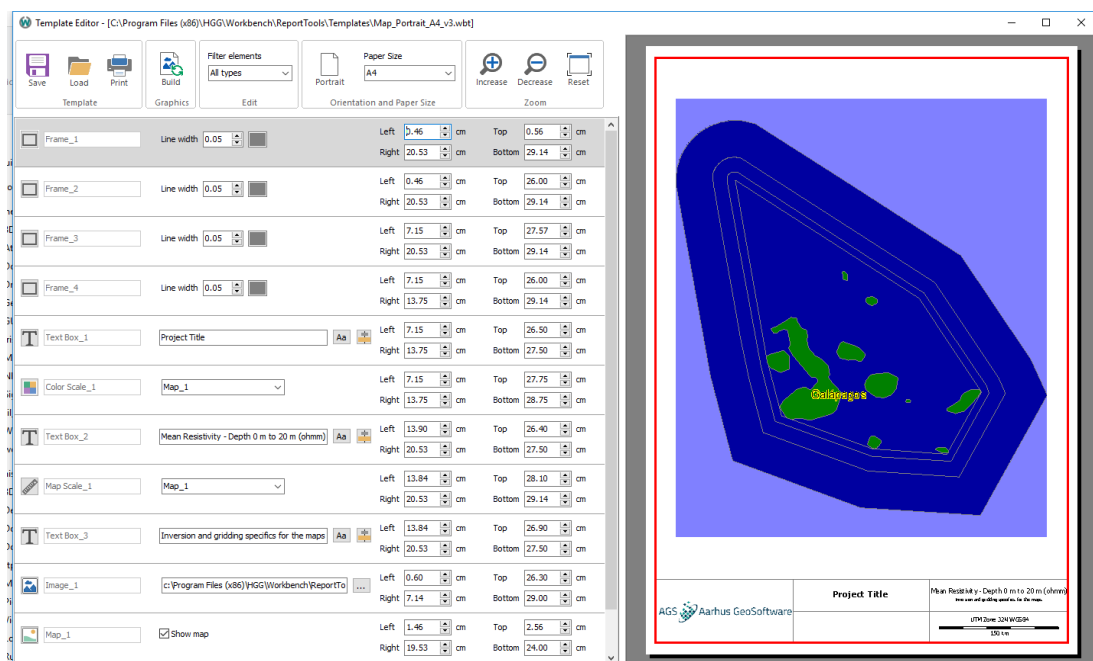 Template Editor - [C:\Program Files (x86)\HGG\Workbench\ReportTools\Templates\Map_Portrait_A4_v3.wbt]
Save Load Print
Template
Build
Graphics
Filter elements
All types
Edit
Portrait
Paper Size
A4
Orientation and Paper Size
Increase Decrease Reset
Zoom
Frame_1 Line width 0.05 Left 0.46 cm Top 0.56 cm
Right 20.53 cm Bottom 29.14 cm
Frame_2 Line width 0.05 Left 0.46 cm Top 26.00 cm
Right 20.53 cm Bottom 29.14 cm
Frame_3 Line width 0.05 Left 7.15 cm Top 27.57 cm
Right 20.53 cm Bottom 29.14 cm
Frame_4 Line width 0.05 Left 7.15 cm Top 26.00 cm
Right 13.75 cm Bottom 29.14 cm
Text Box_1 Project Title Aa Left 7.15 cm Top 26.50 cm
Right 13.75 cm Bottom 27.50 cm
Color Scale_1 Map_1 Left 7.15 cm Top 27.75 cm
Right 13.75 cm Bottom 28.75 cm
Text Box_2 Mean Resistivity - Depth 0 m to 20 m (ohmm) Aa Left 13.90 cm Top 26.40 cm
Right 20.53 cm Bottom 27.50 cm
Map Scale_1 Map_1 Left 13.84 cm Top 28.10 cm
Right 20.53 cm Bottom 29.14 cm
Text Box_3 Inversion and gridding specifics for the maps Aa Left 13.84 cm Top 26.90 cm
Right 20.53 cm Bottom 27.50 cm
Image_1 c:\Program Files (x86)\HGG\Workbench\ReportTo ... Left 0.60 cm Top 26.30 cm
Right 7.14 cm Bottom 29.00 cm
Map_1 Show map Left 1.46 cm Top 2.56 cm
Right 19.53 cm Bottom 24.00 cm
Galápagos
AGS Aarhus GeoSoftware
Project Title
Mean Resistivity - Depth 0 m to 20 m (ohmm)
Inversion and gridding specifics for the maps
UTM Zone 32N WGS84
150 km